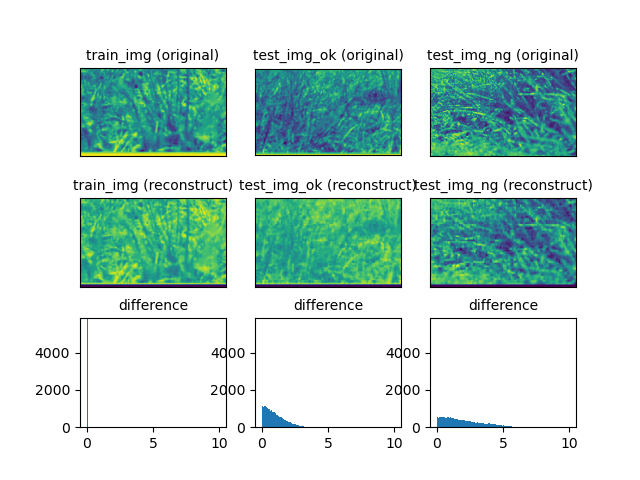 train_img (original)
test_img_ok (original)
test_img_ng (original)
train_img (reconstruct)
test_img_ok (reconstruct)
test_img_ng (reconstruct)
difference
difference
difference
4000
2000
0
0 5 10
4000
2000
0
0 5 10
4000
2000
0
0 5 10